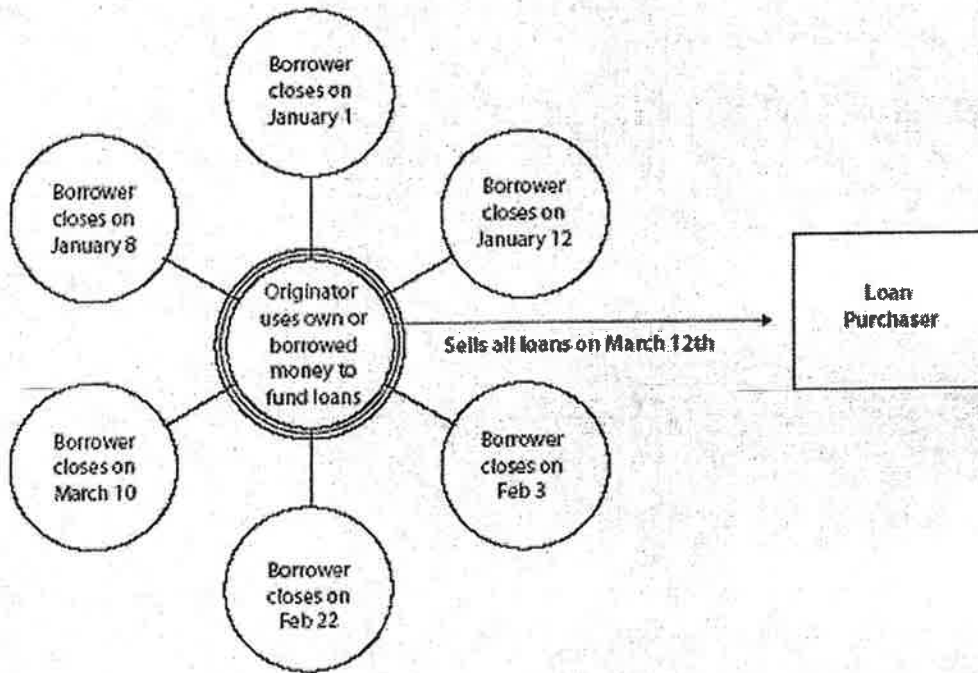 Borrower
closes on
January 1
Borrower
closes on
January 8
Borrower
closes on
January 12
Originator
uses own or
borrowed
money to
fund loans
Sells all loans on March 12th
Loan
Purchaser
Borrower
closes on
March 10
Borrower
closes on
Feb 3
Borrower
closes on
Feb 22